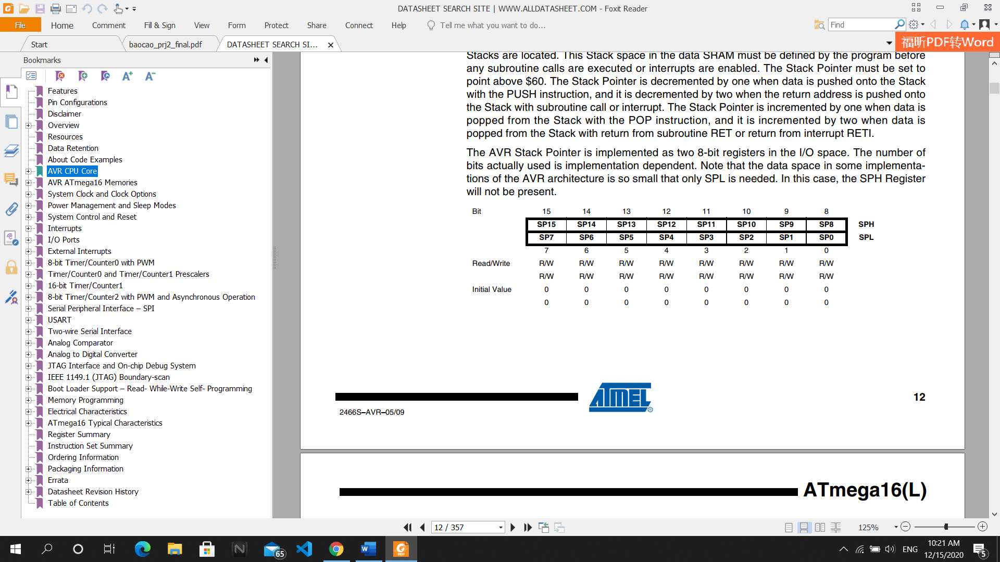 DATASHEET SEARCH SITE | WWW.ALLDATASHEET.COM - Foxit Reader
File Home Comment Fill & Sign View Form Protect Share Connect Help Tell me what you want to do... Find
Start baocao_prj2_final.pdf DATASHEET SEARCH SI... 福昕PDF转Word
Bookmarks
Features
Pin Configurations
Disclaimer
Overview
Resources
Data Retention
About Code Examples
AVR CPU Core
AVR ATmega16 Memories
System Clock and Clock Options
Power Management and Sleep Modes
System Control and Reset
Interrupts
I/O Ports
External Interrupts
8-bit Timer/Counter0 with PWM
Timer/Counter0 and Timer/Counter1 Prescalers
16-bit Timer/Counter1
8-bit Timer/Counter2 with PWM and Asynchronous Operation
Serial Peripheral Interface – SPI
USART
Two-wire Serial Interface
Analog Comparator
Analog to Digital Converter
JTAG Interface and On-chip Debug System
IEEE 1149.1 (JTAG) Boundary-scan
Boot Loader Support – Read- While-Write Self- Programming
Memory Programming
Electrical Characteristics
ATmega16 Typical Characteristics
Register Summary
Instruction Set Summary
Ordering Information
Packaging Information
Errata
Datasheet Revision History
Table of Contents
Stacks are located. This Stack space in the data SRAM must be defined by the program before
any subroutine calls are executed or interrupts are enabled. The Stack Pointer must be set to
point above $60. The Stack Pointer is decremented by one when data is pushed onto the Stack
with the PUSH instruction, and it is decremented by two when the return address is pushed onto
the Stack with subroutine call or interrupt. The Stack Pointer is incremented by one when data is
popped from the Stack with the POP instruction, and it is incremented by two when data is
popped from the Stack with return from subroutine RET or return from interrupt RETI.
The AVR Stack Pointer is implemented as two 8-bit registers in the I/O space. The number of
bits actually used is implementation dependent. Note that the data space in some implementa-
tions of the AVR architecture is so small that only SPL is needed. In this case, the SPH Register
will not be present.
Bit 15 14 13 12 11 10 9 8
SP15 SP14 SP13 SP12 SP11 SP10 SP9 SP8 SPH
SP7 SP6 SP5 SP4 SP3 SP2 SP1 SP0 SPL
7 6 5 4 3 2 1 0
Read/Write R/W R/W R/W R/W R/W R/W R/W R/W
R/W R/W R/W R/W R/W R/W R/W R/W
Initial Value 0 0 0 0 0 0 0 0
0 0 0 0 0 0 0 0
ATMEL ®
12
2466S–AVR–05/09
ATmega16(L)
12 / 357
125%
65
ENG
10:21 AM
12/15/2020
5